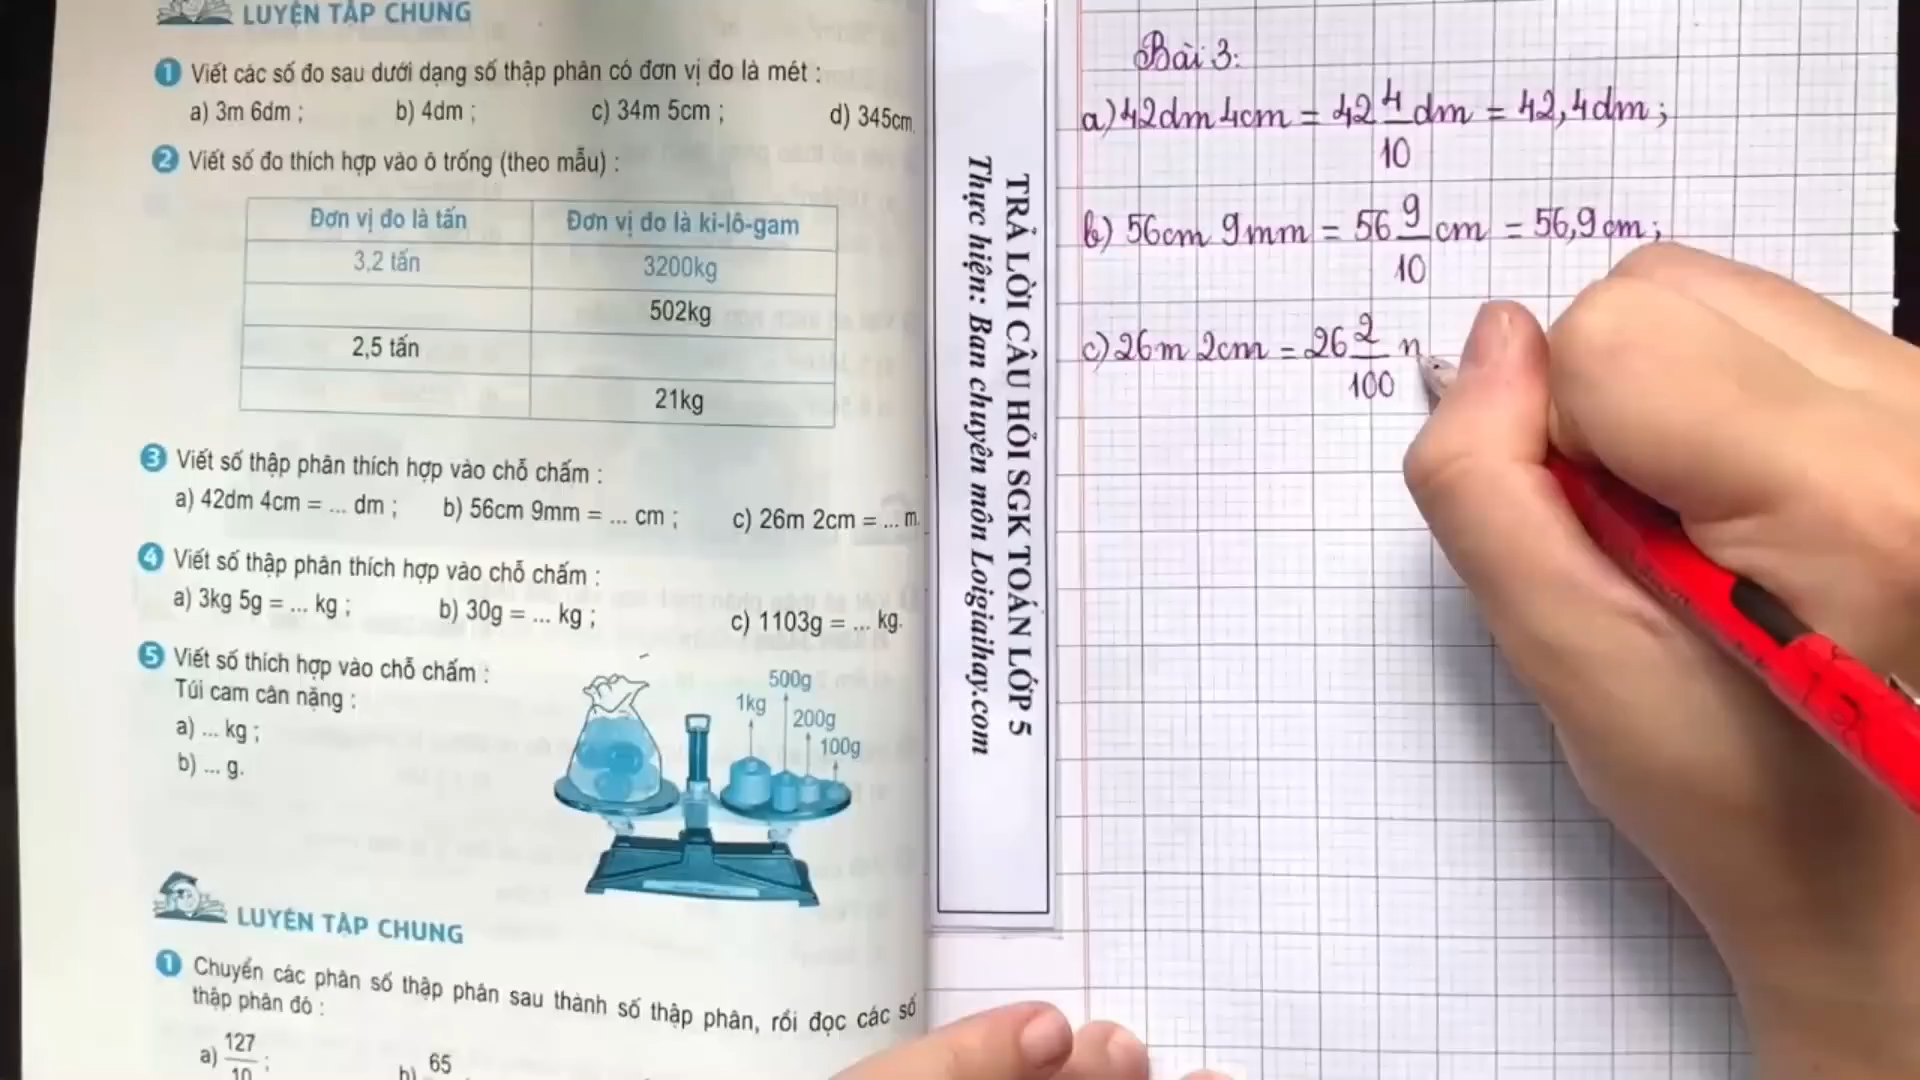 LUYỆN TẬP CHUNG
1 Viết các số đo sau dưới dạng số thập phân có đơn vị đo là mét :
a) 3m 6dm ; b) 4dm ; c) 34m 5cm ; d) 345cm.
2 Viết số đo thích hợp vào ô trống (theo mẫu) :
Đơn vị đo là tấn Đơn vị đo là ki-lô-gam
3,2 tấn 3200kg
502kg
2,5 tấn
21kg
3 Viết số thập phân thích hợp vào chỗ chấm :
a) 42dm 4cm = ... dm ; b) 56cm 9mm = ... cm ; c) 26m 2cm = ... m.
4 Viết số thập phân thích hợp vào chỗ chấm :
a) 3kg 5g = ... kg ; b) 30g = ... kg ; c) 1103g = ... kg.
5 Viết số thích hợp vào chỗ chấm :
Túi cam cân nặng :
a) ... kg ;
b) ... g.
1kg
500g
200g
100g
LUYỆN TẬP CHUNG
1 Chuyển các phân số thập phân sau thành số thập phân, rồi đọc các số
thập phân đó :
a) 127/10 ; b) 65
TRẢ LỜI CÂU HỎI SGK TOÁN LỚP 5
Thực hiện: Ban chuyên môn Loigiaihay.com
Bài 3:
a) 42dm 4cm = 42 4/10 dm = 42,4dm ;
b) 56cm 9mm = 56 9/10 cm = 56,9cm ;
c) 26m 2cm = 26 2/100